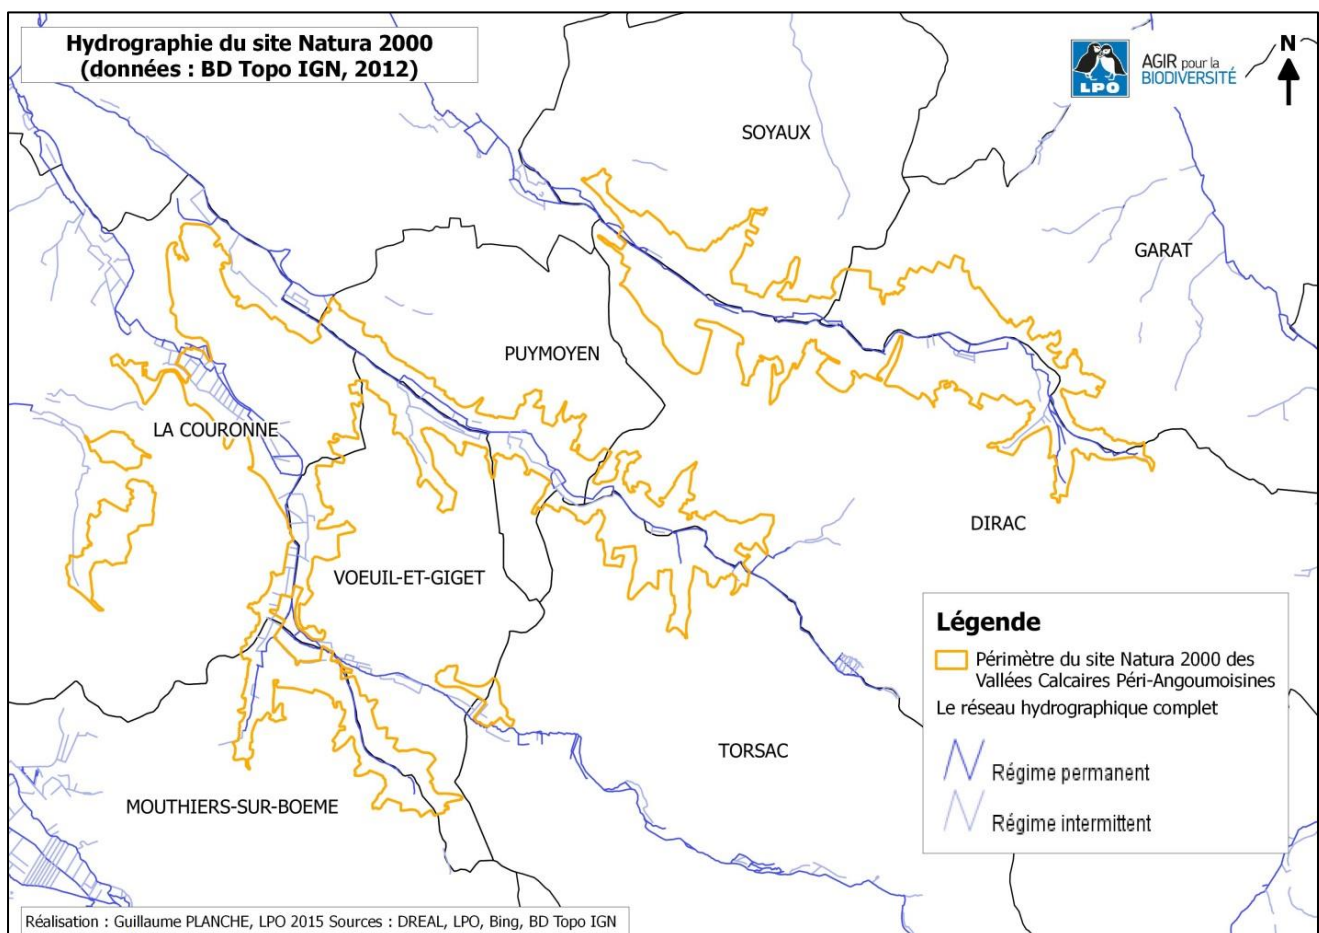 Hydrographie du site Natura 2000
(données : BD Topo IGN, 2012)
LPO
AGIR pour la
BIODIVERSITÉ
N
SOYAUX
GARAT
PUYMOYEN
LA COURONNE
DIRAC
VOEUIL-ET-GIGET
TORSAC
MOUTHIERS-SUR-BOEME
Légende
Périmètre du site Natura 2000 des
Vallées Calcaires Péri-Angoumoisines
Le réseau hydrographique complet
Régime permanent
Régime intermittent
Réalisation : Guillaume PLANCHE, LPO 2015 Sources : DREAL, LPO, Bing, BD Topo IGN